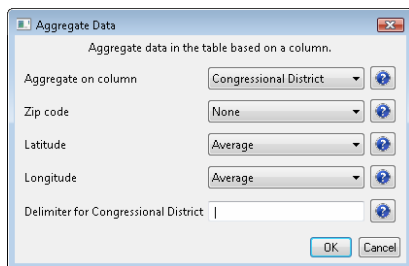 Aggregate Data
Aggregate data in the table based on a column.
Aggregate on column Congressional District
Zip code None
Latitude Average
Longitude Average
Delimiter for Congressional District |
OK Cancel